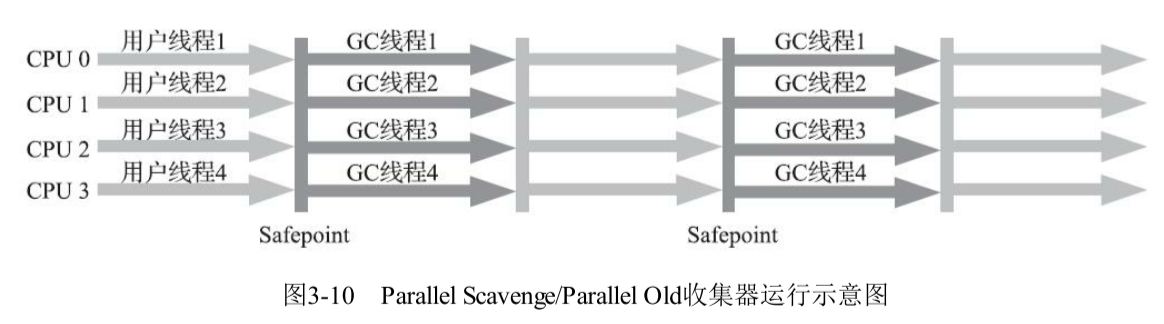 用户线程1 GC线程1 GC线程1
CPU 0
用户线程2 GC线程2 GC线程2
CPU 1
用户线程3 GC线程3 GC线程3
CPU 2
用户线程4 GC线程4 GC线程4
CPU 3
Safepoint Safepoint
图3-10 Parallel Scavenge/Parallel Old收集器运行示意图